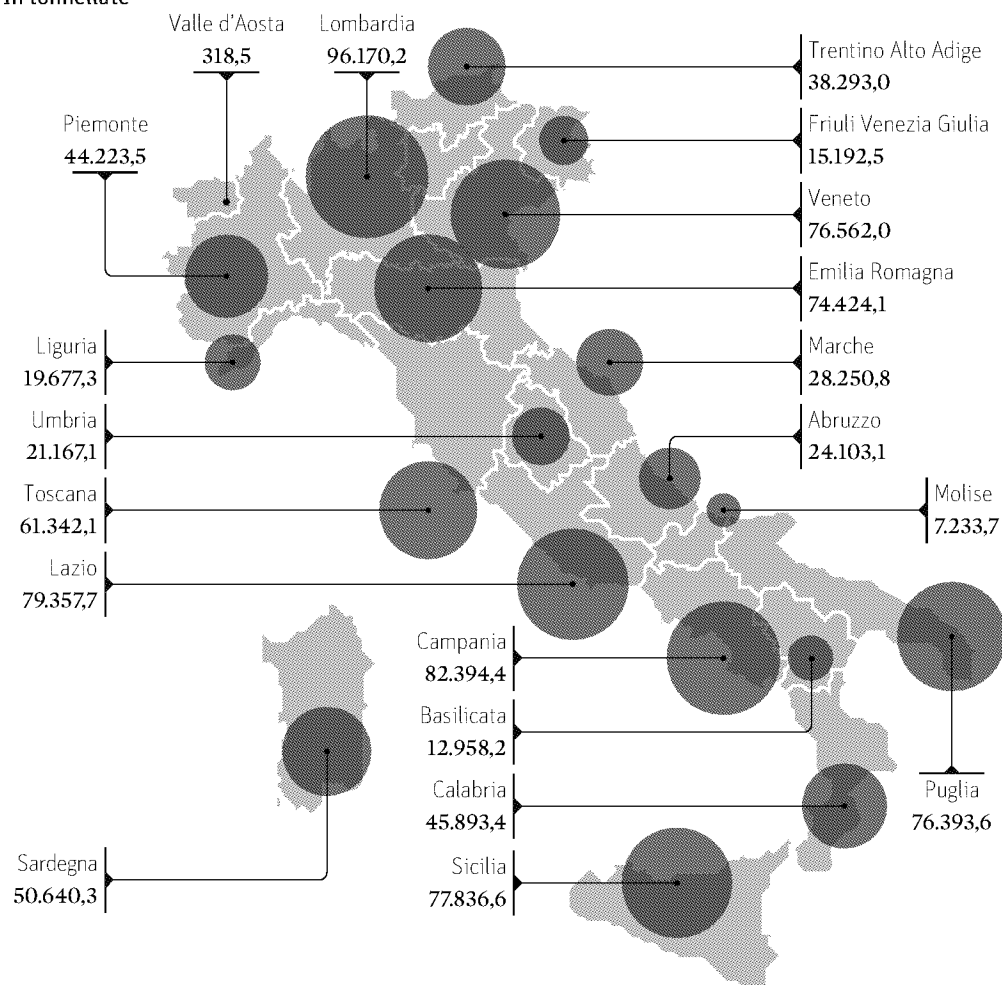 In tonnellate
Valle d'Aosta
318,5
Lombardia
96.170,2
Trentino Alto Adige
38.293,0
Piemonte
44.223,5
Friuli Venezia Giulia
15.192,5
Veneto
76.562,0
Emilia Romagna
74.424,1
Liguria
19.677,3
Marche
28.250,8
Umbria
21.167,1
Abruzzo
24.103,1
Toscana
61.342,1
Molise
7.233,7
Lazio
79.357,7
Campania
82.394,4
Basilicata
12.958,2
Calabria
45.893,4
Puglia
76.393,6
Sardegna
50.640,3
Sicilia
77.836,6